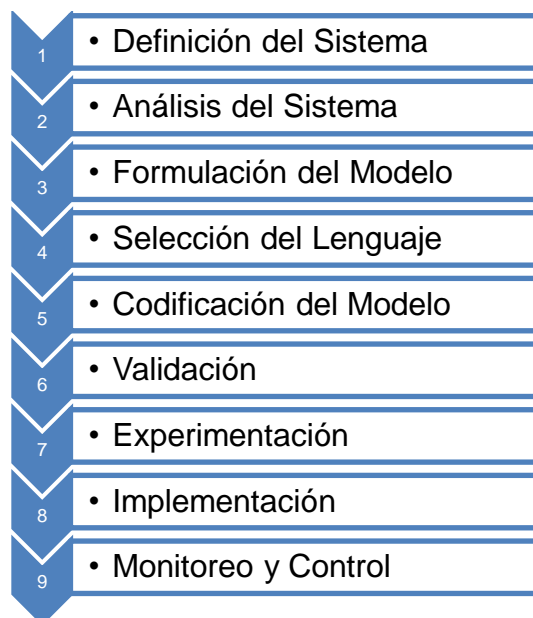 1 • Definición del Sistema
2 • Análisis del Sistema
3 • Formulación del Modelo
4 • Selección del Lenguaje
5 • Codificación del Modelo
6 • Validación
7 • Experimentación
8 • Implementación
9 • Monitoreo y Control